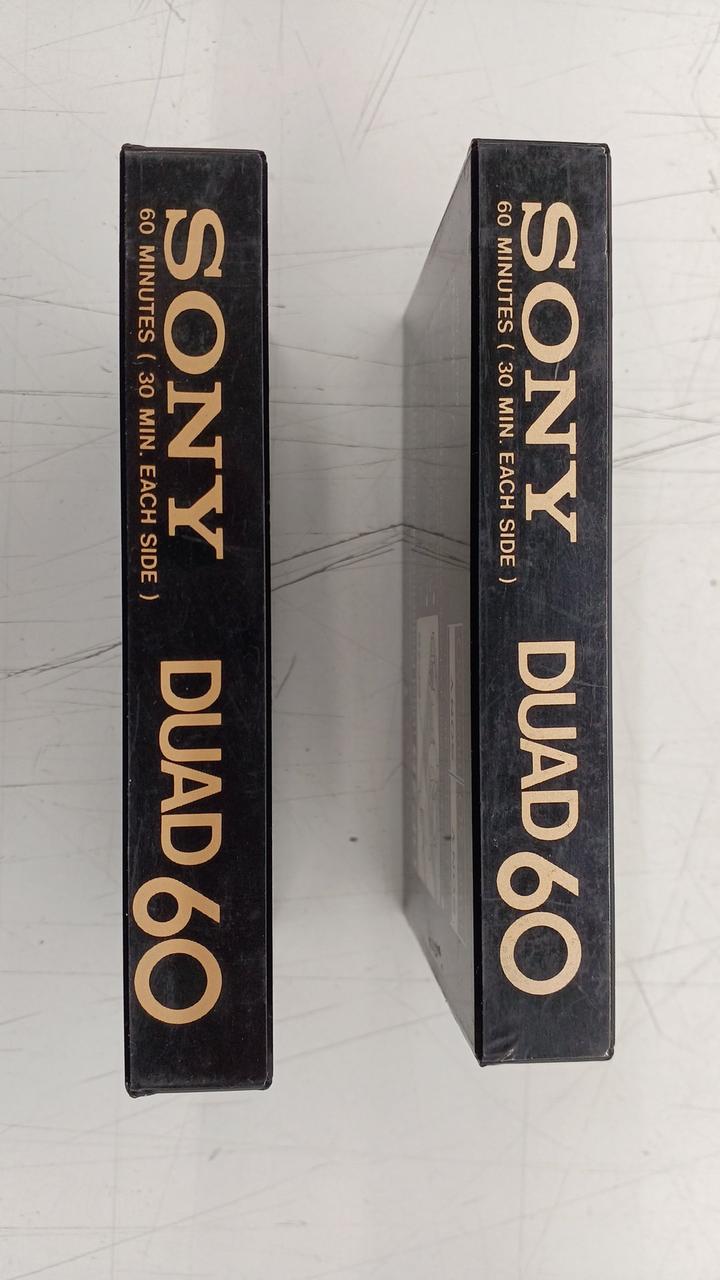 SONY DUAD 60
60 MINUTES ( 30 MIN. EACH SIDE )
SONY DUAD 60
60 MINUTES ( 30 MIN. EACH SIDE )